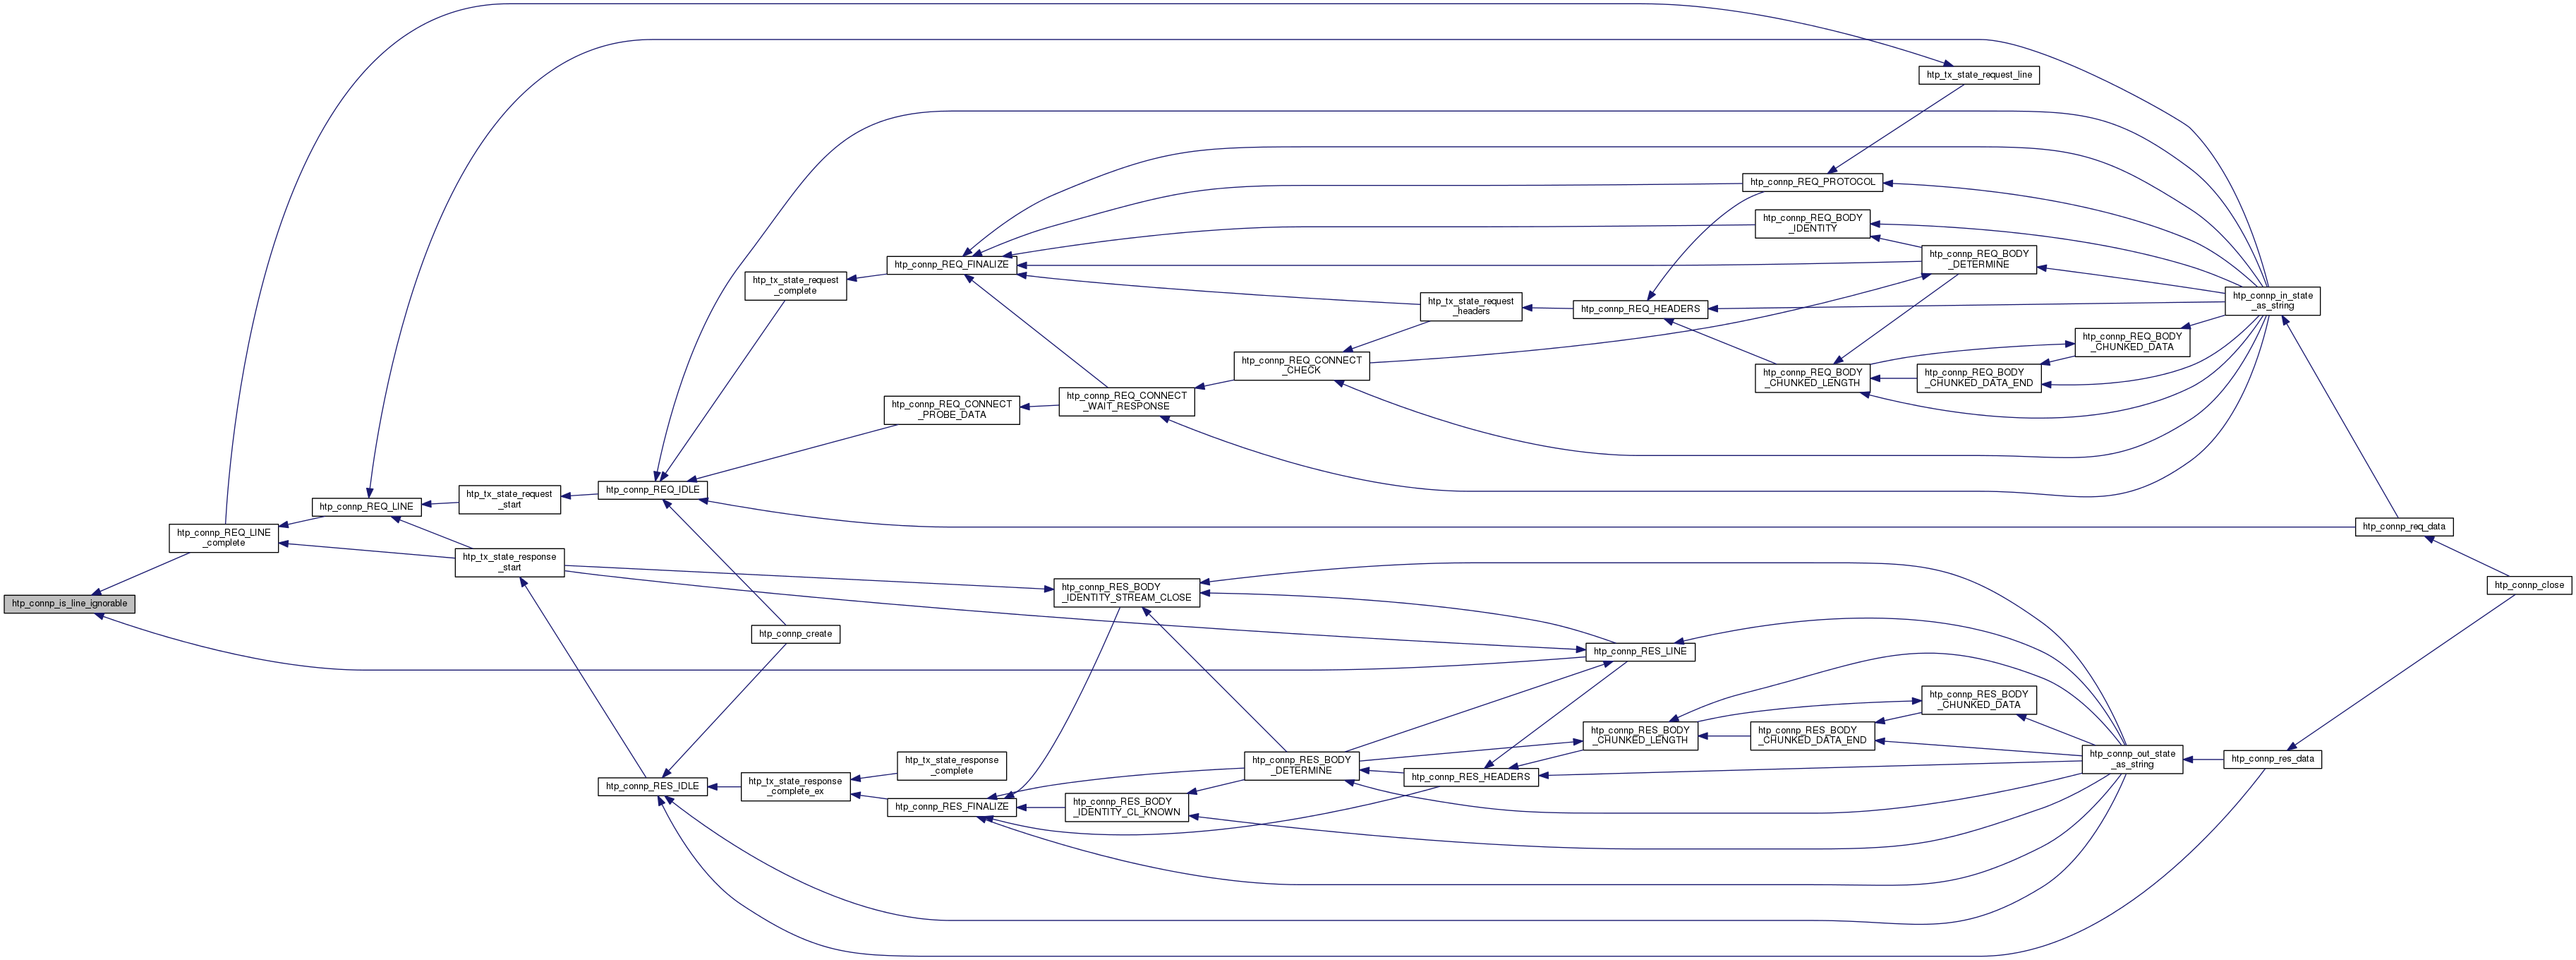 htp_tx_state_request_line
htp_connp_REQ_PROTOCOL
htp_connp_REQ_BODY
_IDENTITY
htp_connp_REQ_FINALIZE
htp_connp_REQ_BODY
_DETERMINE
htp_tx_state_request
_complete
htp_tx_state_request
_headers
htp_connp_REQ_HEADERS
htp_connp_in_state
_as_string
htp_connp_REQ_BODY
_CHUNKED_DATA
htp_connp_REQ_CONNECT
_CHECK
htp_connp_REQ_BODY
_CHUNKED_LENGTH
htp_connp_REQ_BODY
_CHUNKED_DATA_END
htp_connp_REQ_CONNECT
_WAIT_RESPONSE
htp_connp_REQ_CONNECT
_PROBE_DATA
htp_connp_REQ_IDLE
htp_tx_state_request
_start
htp_connp_REQ_LINE
htp_connp_REQ_LINE
_complete
htp_connp_req_data
htp_tx_state_response
_start
htp_connp_RES_BODY
_IDENTITY_STREAM_CLOSE
htp_connp_close
htp_connp_is_line_ignorable
htp_connp_create
htp_connp_RES_LINE
htp_connp_RES_BODY
_CHUNKED_DATA
htp_connp_RES_BODY
_CHUNKED_LENGTH
htp_connp_RES_BODY
_CHUNKED_DATA_END
htp_tx_state_response
_complete
htp_connp_RES_BODY
_DETERMINE
htp_connp_out_state
_as_string
htp_connp_res_data
htp_connp_RES_HEADERS
htp_connp_RES_IDLE
htp_tx_state_response
_complete_ex
htp_connp_RES_FINALIZE
htp_connp_RES_BODY
_IDENTITY_CL_KNOWN